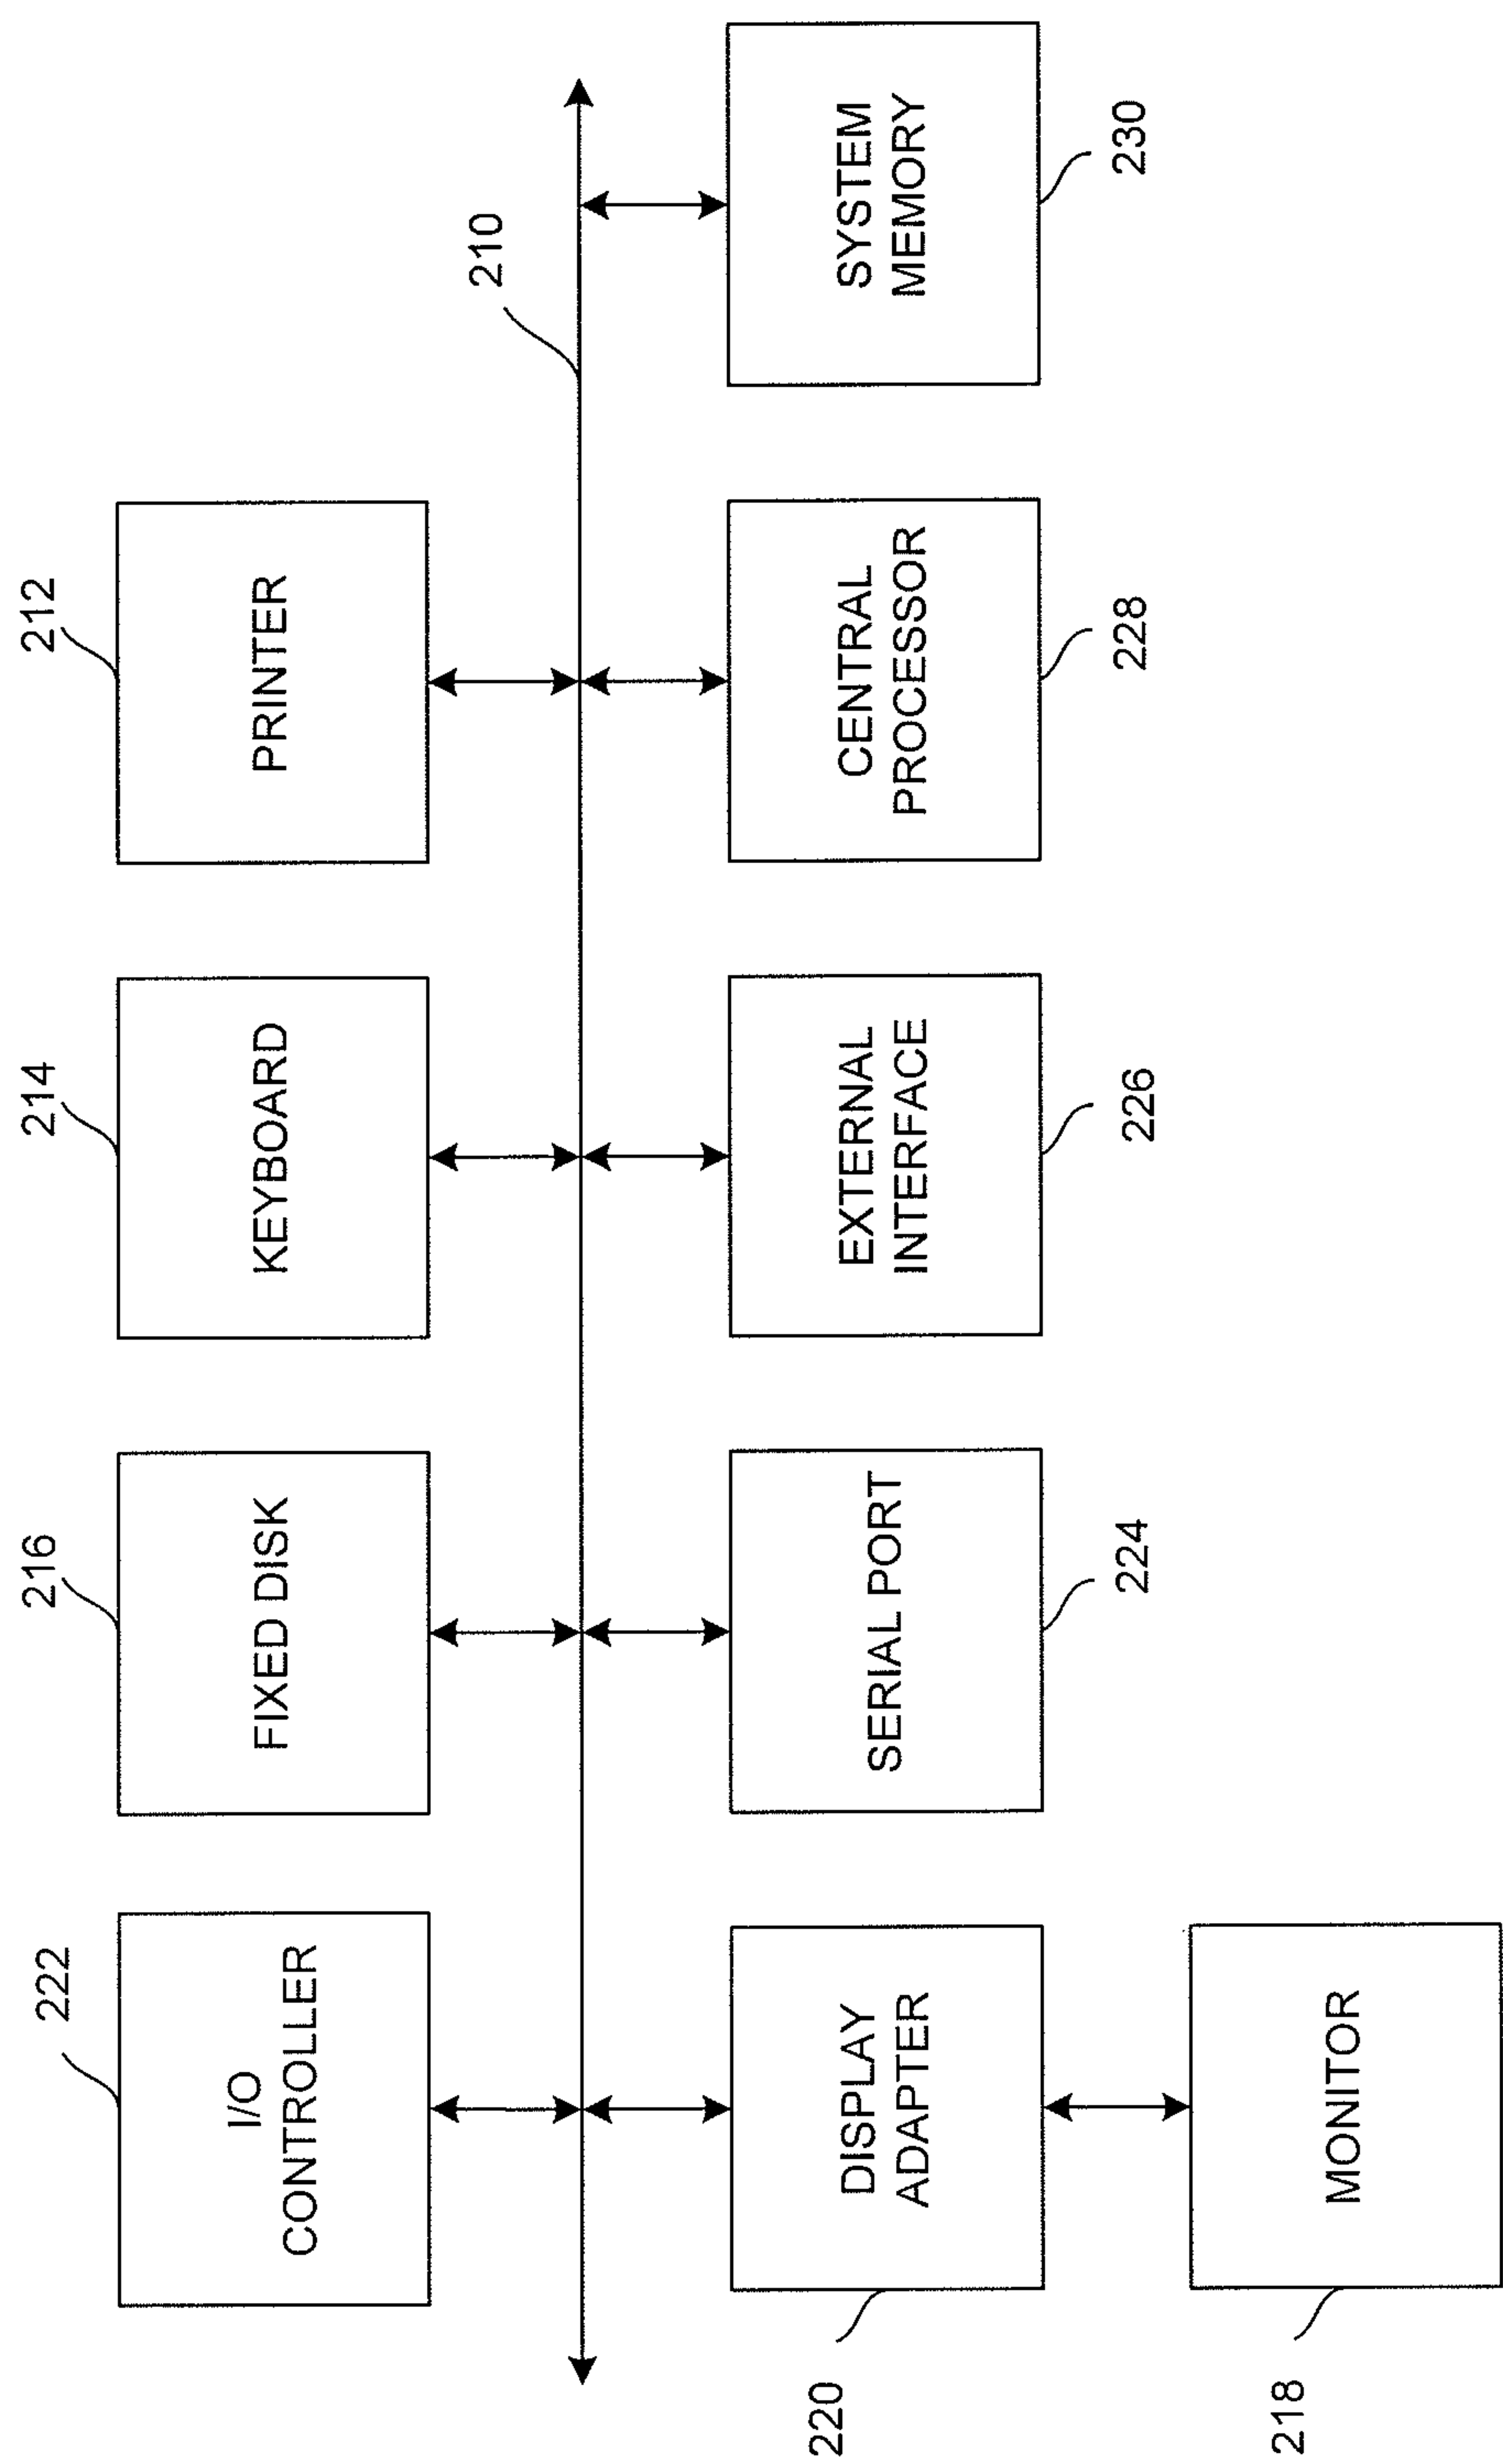 222
216
214
212
I/O
CONTROLLER
FIXED DISK
KEYBOARD
PRINTER
210
DISPLAY
ADAPTER
SERIAL PORT
EXTERNAL
INTERFACE
CENTRAL
PROCESSOR
SYSTEM
MEMORY
220
224
226
228
230
MONITOR
218